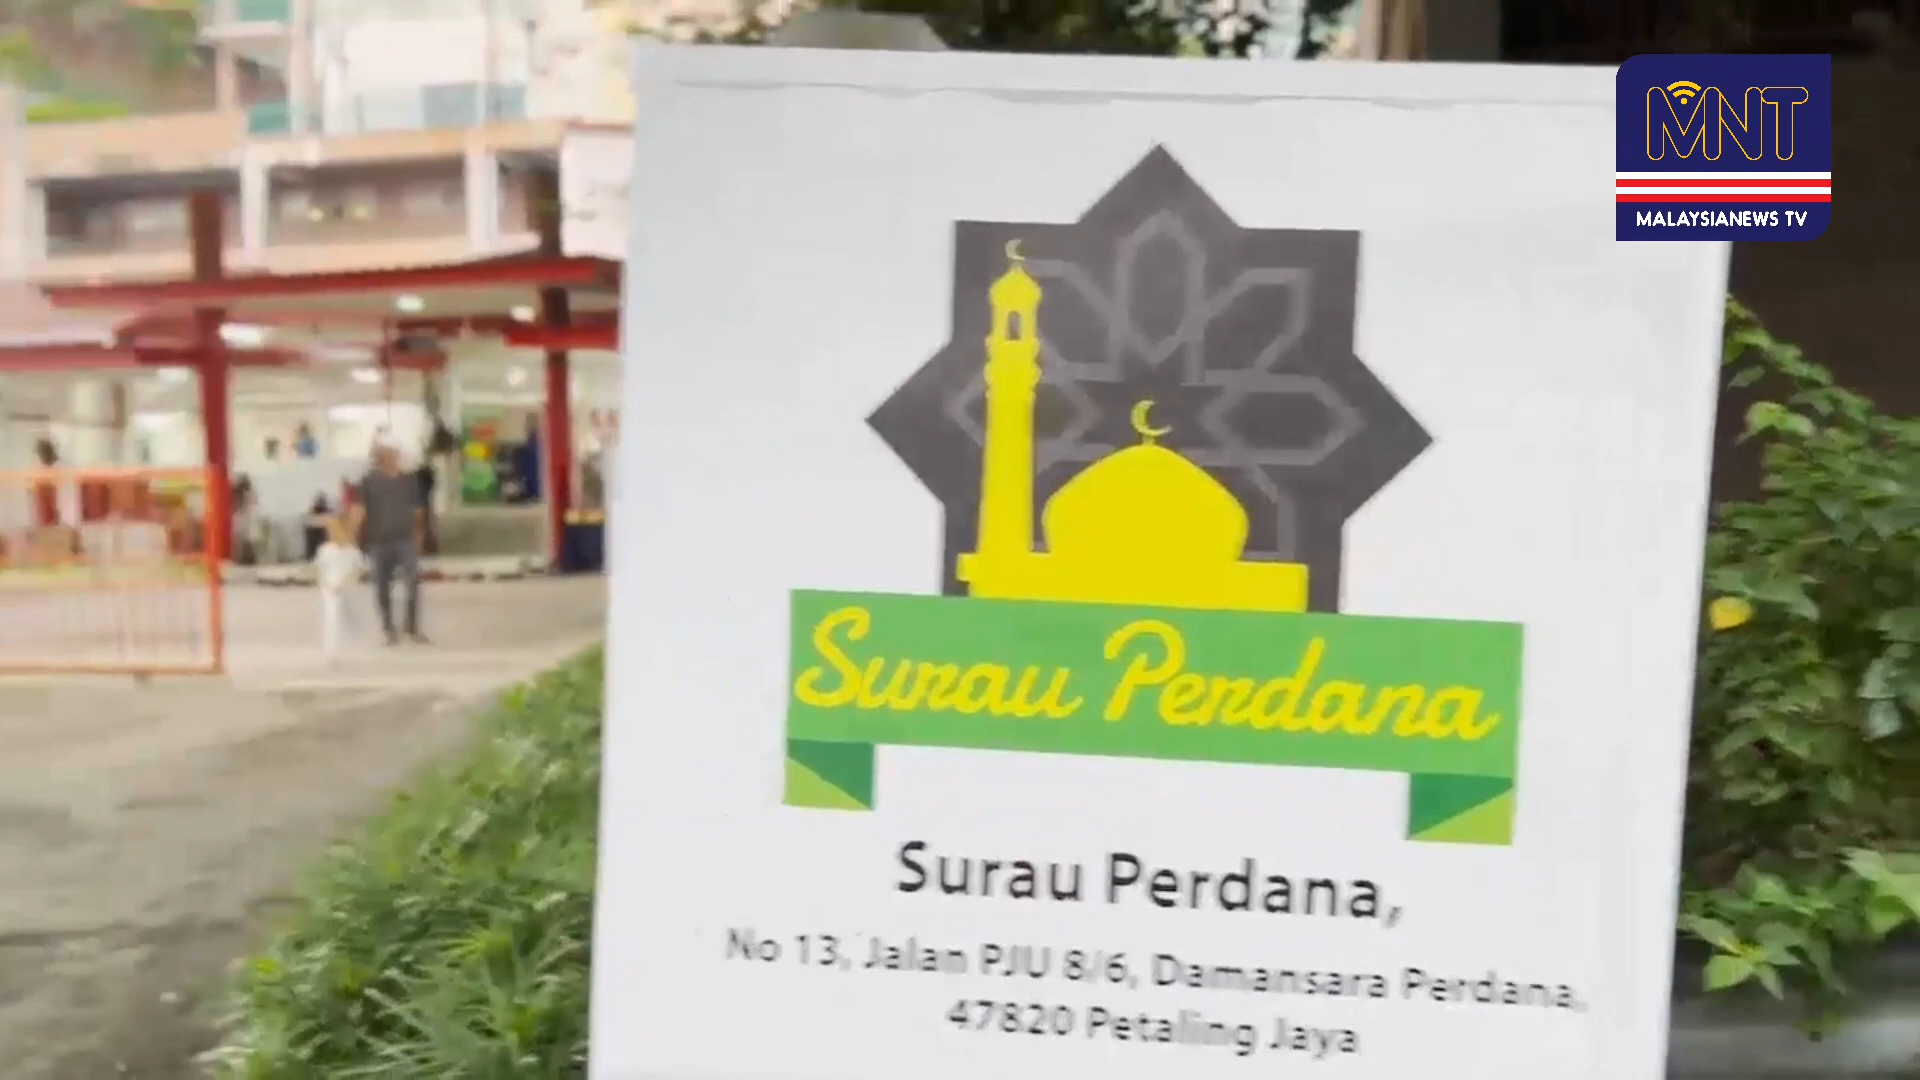 MNT
MALAYSIANEWS TV
Surau Perdana
Surau Perdana,
No 13, Jalan PJU 8/6, Damansara Perdana,
47820 Petaling Jaya